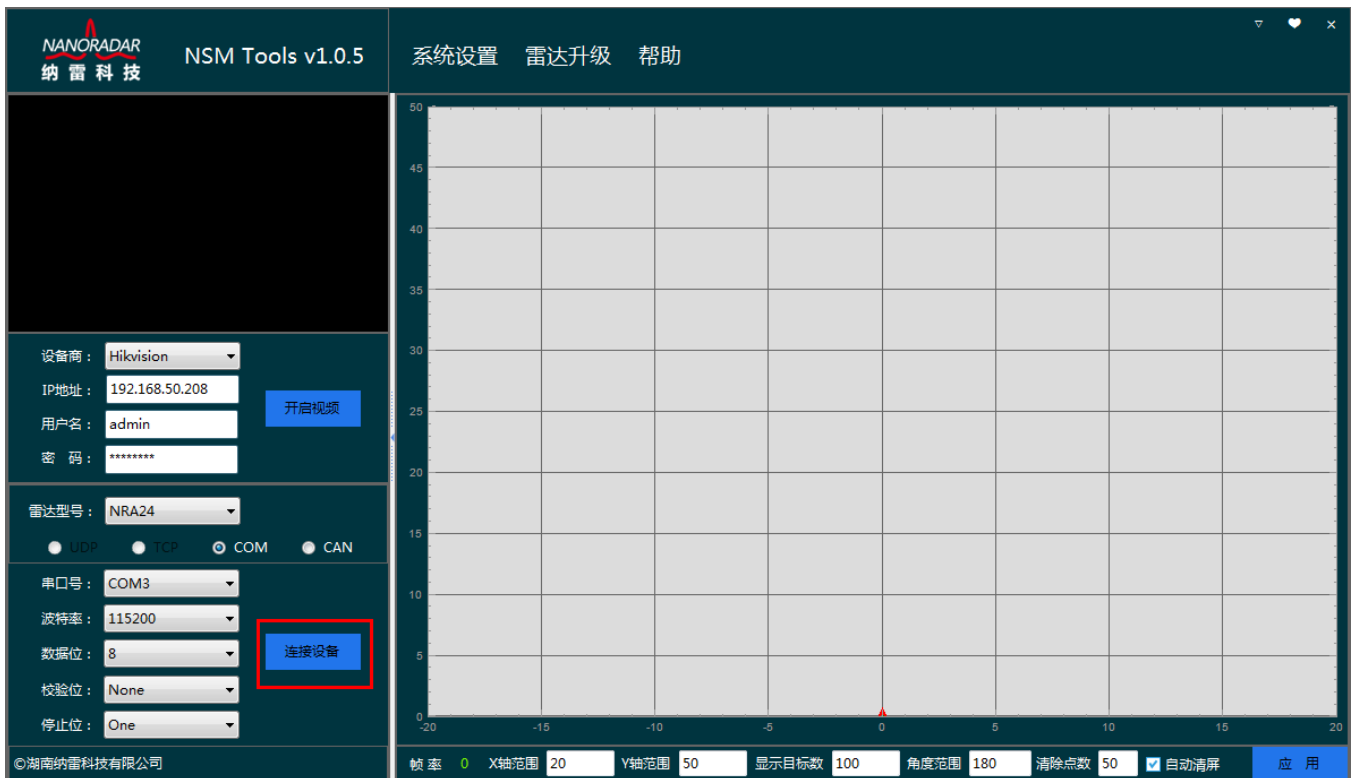 NANORADAR
纳雷科技
NSM Tools v1.0.5
系统设置 雷达升级 帮助
设备商： Hikvision
IP地址： 192.168.50.208
开启视频
用户名： admin
密 码： ********
雷达型号： NRA24
UDP TCP COM CAN
串口号： COM3
波特率： 115200
数据位： 8
连接设备
校验位： None
停止位： One
©湖南纳雷科技有限公司
50
45
40
35
30
25
20
15
10
5
0
-20 -15 -10 -5 0 5 10 15 20
帧 率 0 X轴范围 20 Y轴范围 50 显示目标数 100 角度范围 180 清除点数 50 自动清屏 应 用